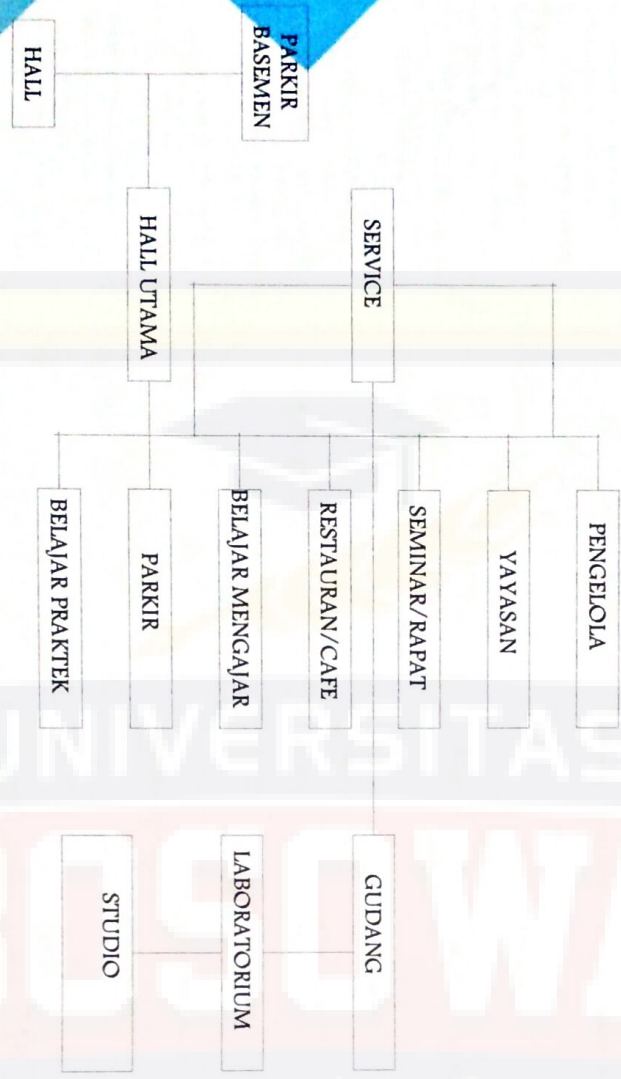 PARKIR
BASEMEN
HALL
SERVICE
HALL UTAMA
PENGELOLA
YAYASAN
SEMINAR/RAPAT
RESTAURAN/CAFE
BELAJAR MENGAJAR
PARKIR
BELAJAR PRAKTEK
GUDANG
LABORATORIUM
STUDIO
UNIVERSITAS
BOSOWA